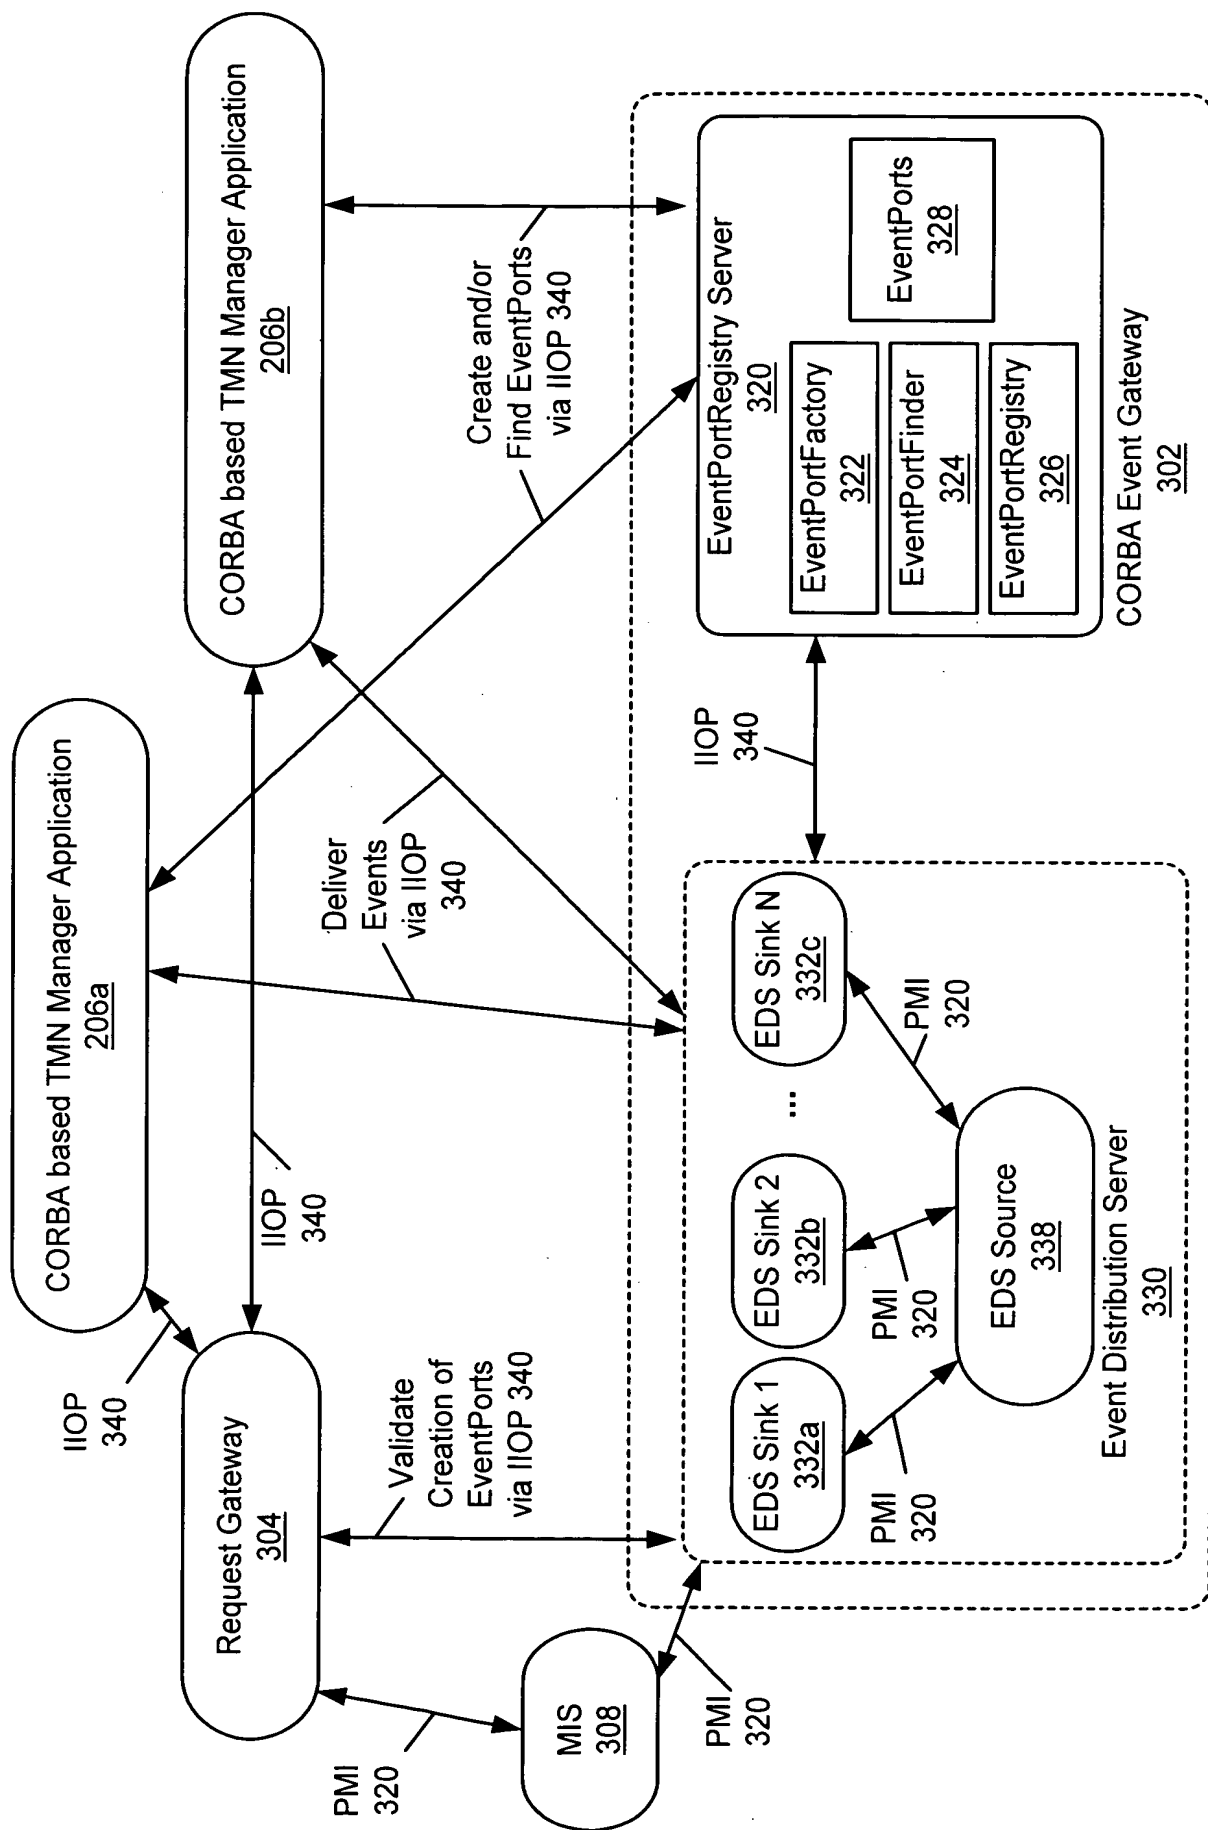 CORBA based TMN Manager Application
206a
CORBA based TMN Manager Application
206b
IIOP
340
Request Gateway
304
IIOP
340
Deliver
Events
via IIOP
340
Create and/or
Find EventPorts
via IIOP 340
Validate
Creation of
EventPorts
via IIOP 340
PMI
320
MIS
308
PMI
320
EDS Sink 1
332a
EDS Sink 2
332b
...
EDS Sink N
332c
PMI
320
PMI
320
PMI
320
EDS Source
338
Event Distribution Server
330
IIOP
340
EventPortRegistry Server
320
EventPortFactory
322
EventPortFinder
324
EventPortRegistry
326
EventPorts
328
CORBA Event Gateway
302